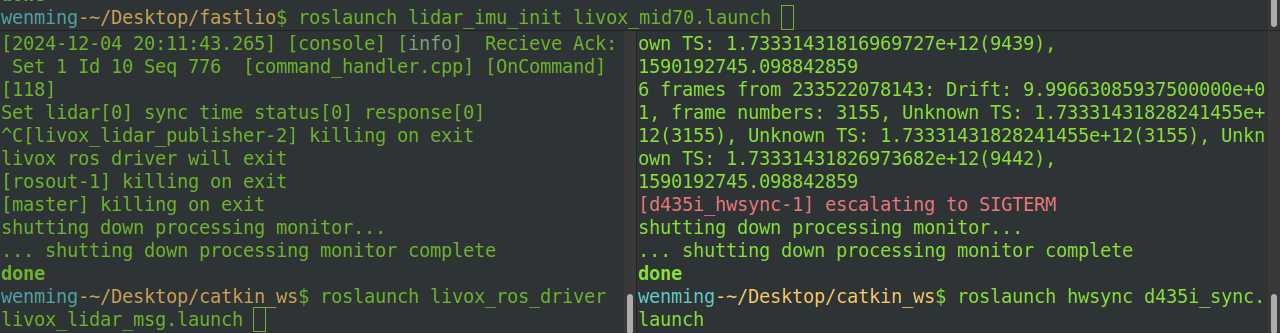 done
wenming-~/Desktop/fastlio$ roslaunch lidar_imu_init livox_mid70.launch
[2024-12-04 20:11:43.265] [console] [info]  Recieve Ack:
 Set 1 Id 10 Seq 776  [command_handler.cpp] [OnCommand]
[118]
Set lidar[0] sync time status[0] response[0]
^C[livox_lidar_publisher-2] killing on exit
livox ros driver will exit
[rosout-1] killing on exit
[master] killing on exit
shutting down processing monitor...
... shutting down processing monitor complete
done
wenming-~/Desktop/catkin_ws$ roslaunch livox_ros_driver
livox_lidar_msg.launch
own TS: 1.73331431816969727e+12(9439),
1590192745.098842859
6 frames from 233522078143: Drift: 9.99663085937500000e+0
1, frame numbers: 3155, Unknown TS: 1.73331431828241455e+
12(3155), Unknown TS: 1.73331431828241455e+12(3155), Unkn
own TS: 1.73331431826973682e+12(9442),
1590192745.098842859
[d435i_hwsync-1] escalating to SIGTERM
shutting down processing monitor...
... shutting down processing monitor complete
done
wenming-~/Desktop/catkin_ws$ roslaunch hwsync d435i_sync.
launch